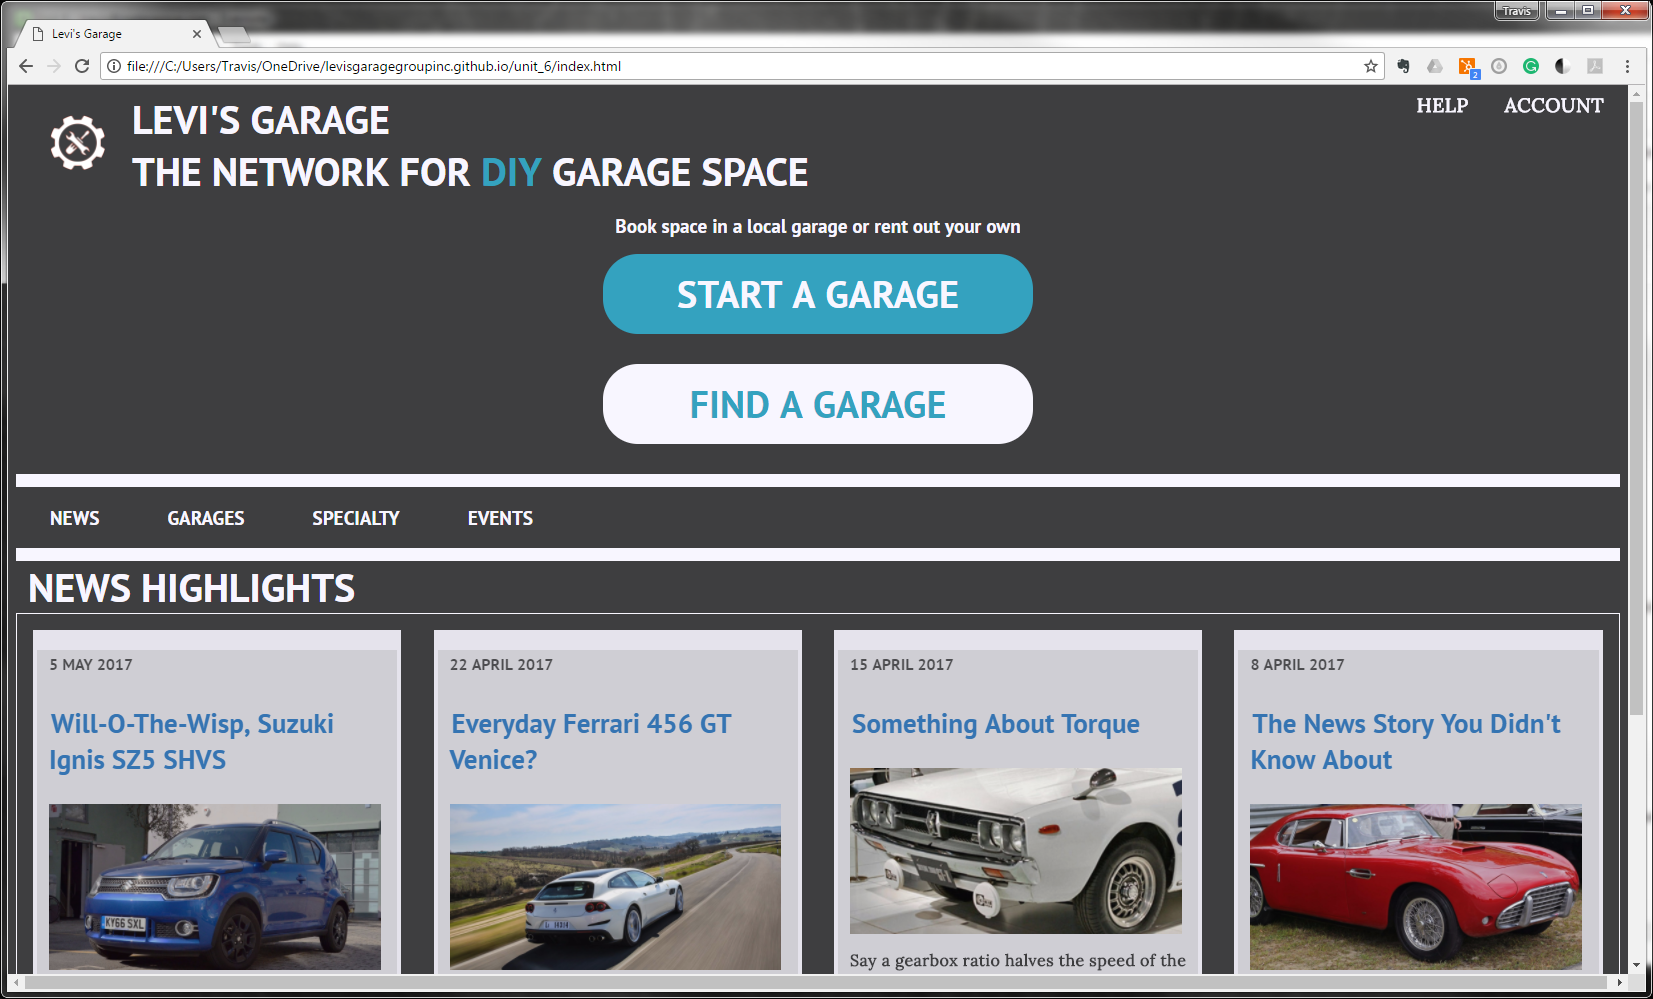 Travis
Levi's Garage
file:///C:/Users/Travis/OneDrive/levisgaragegroupinc.github.io/unit_6/index.html
2
HELP ACCOUNT
LEVI'S GARAGE
THE NETWORK FOR DIY GARAGE SPACE
Book space in a local garage or rent out your own
START A GARAGE
FIND A GARAGE
NEWS GARAGES SPECIALTY EVENTS
NEWS HIGHLIGHTS
5 MAY 2017
Will-O-The-Wisp, Suzuki
Ignis SZ5 SHVS
KY66 SXL
22 APRIL 2017
Everyday Ferrari 456 GT
Venice?
15 APRIL 2017
Something About Torque
Say a gearbox ratio halves the speed of the
8 APRIL 2017
The News Story You Didn't
Know About